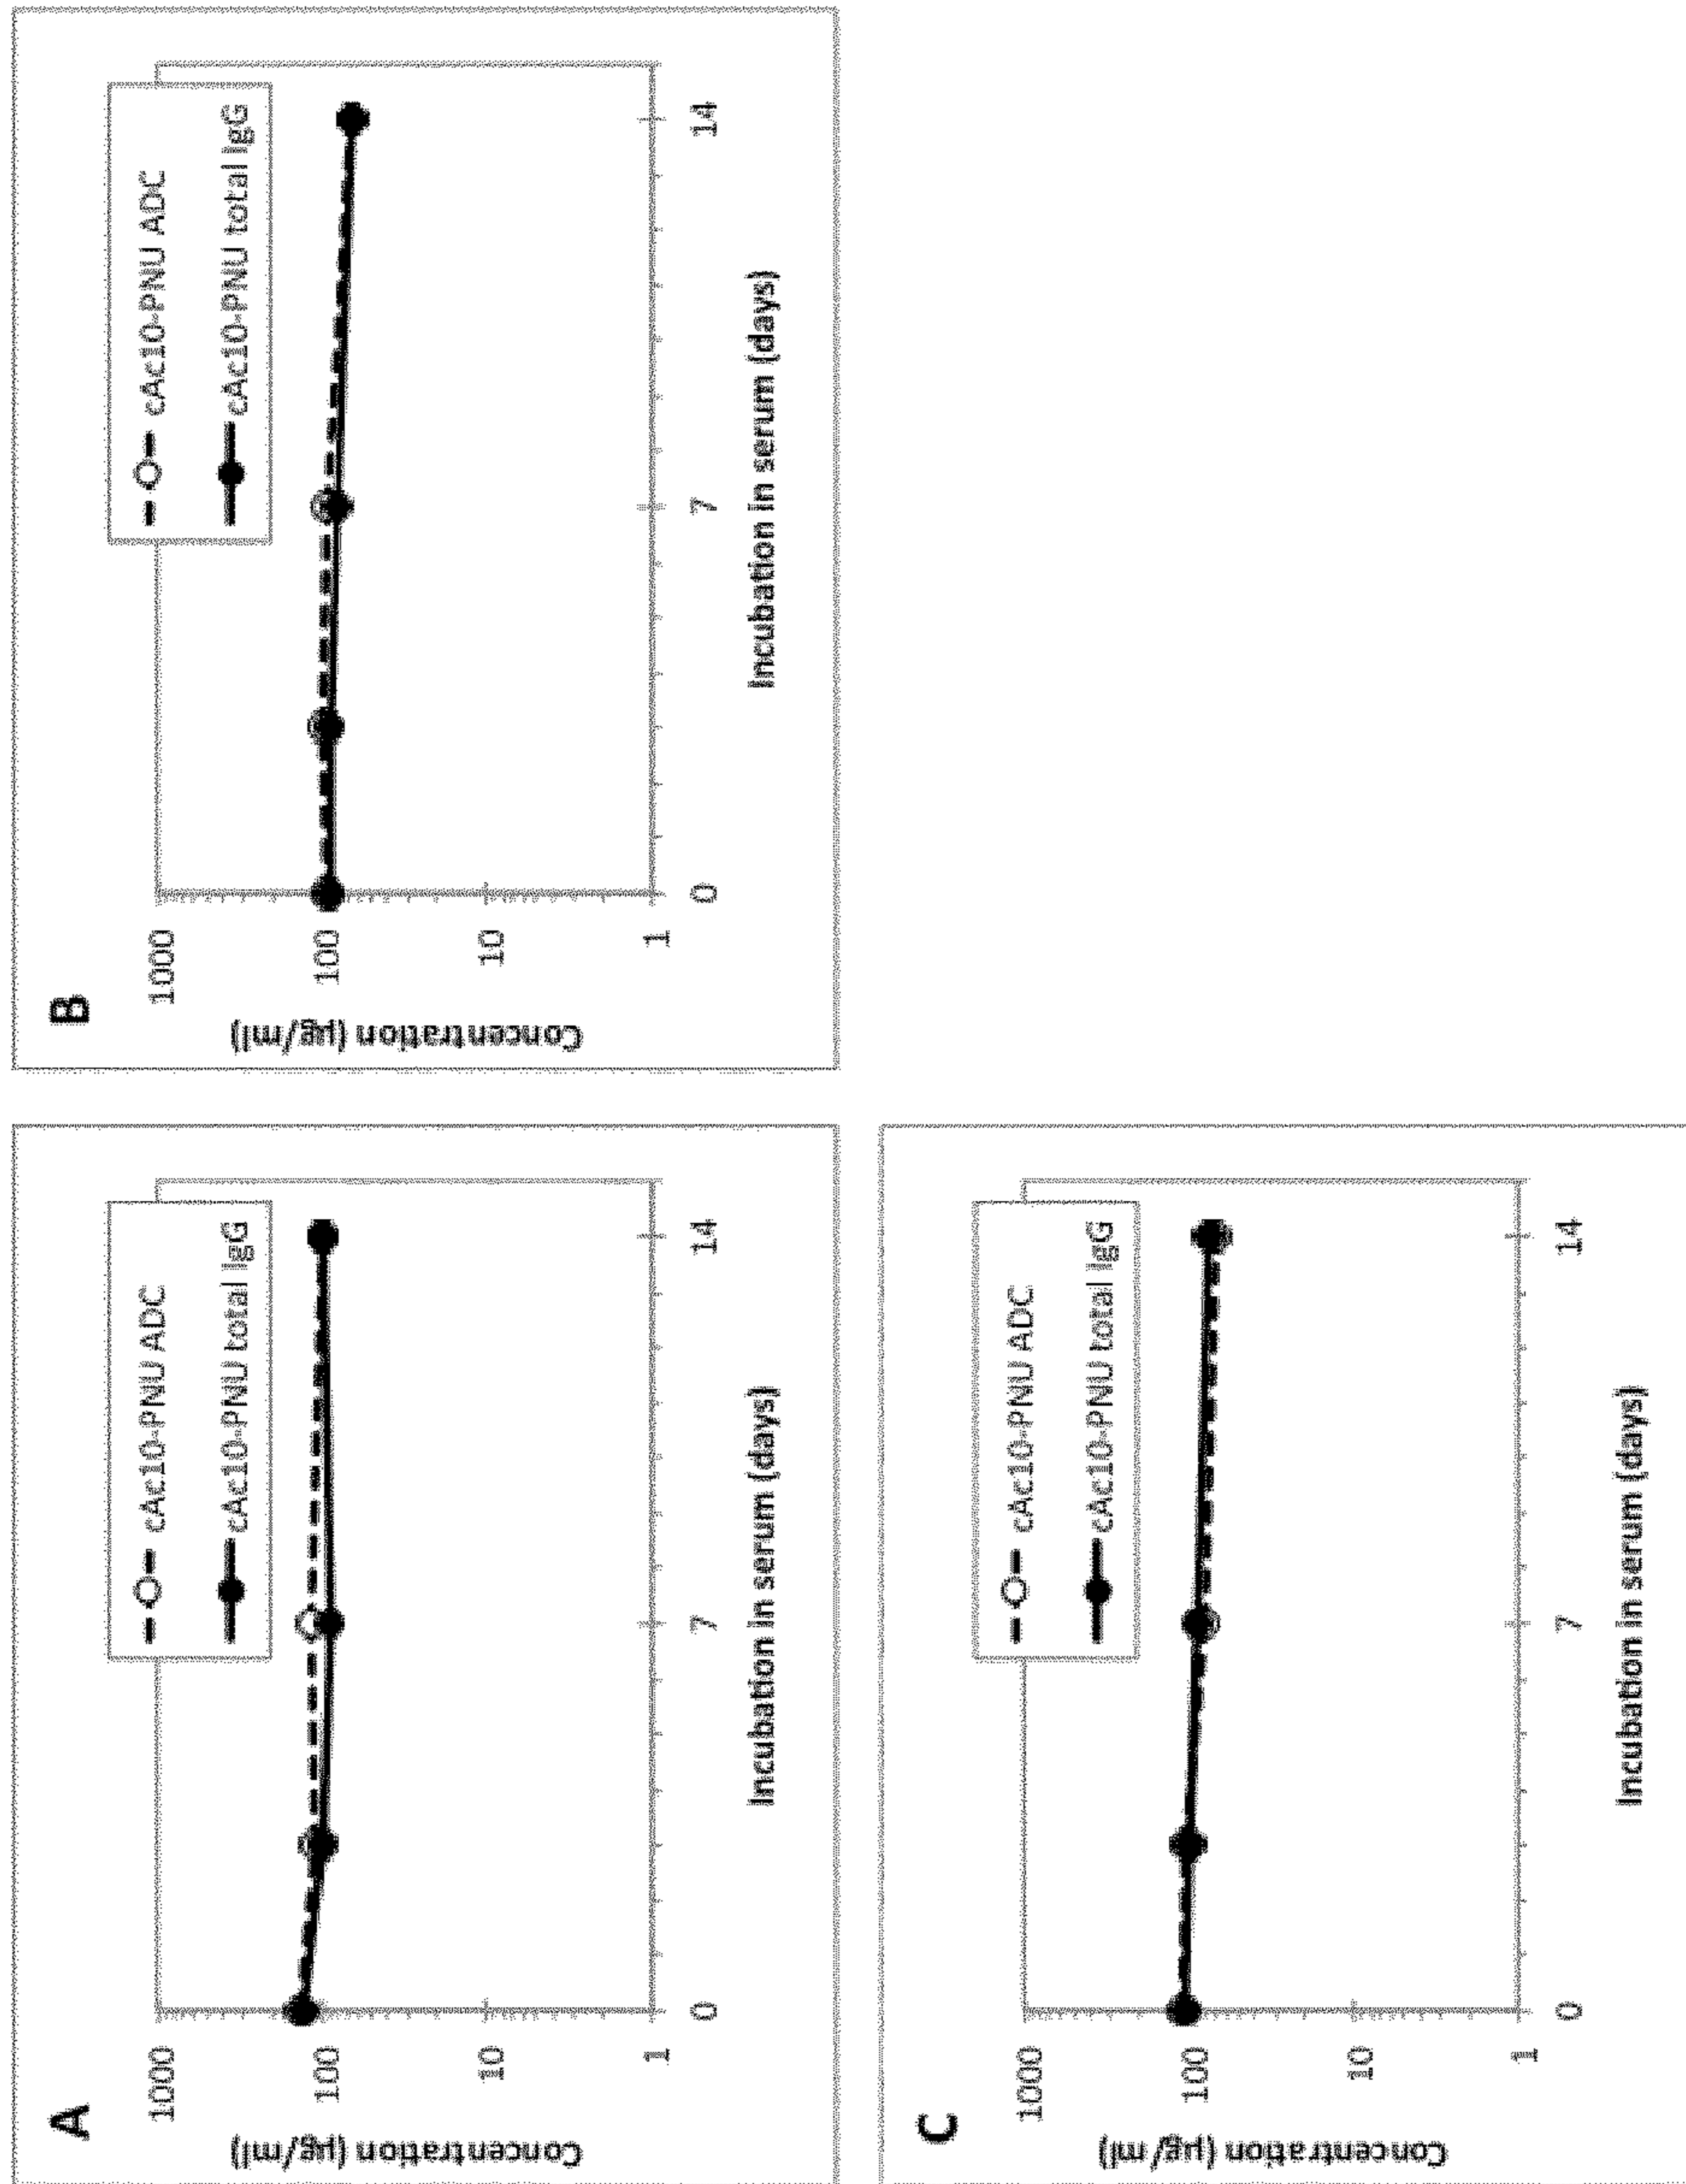 A
cAc10-PNU ADC
cAc10-PNU total IgG
1000
100
10
1
Concentration (µg/ml)
0
7
14
Incubation in serum (days)
B
cAc10-PNU ADC
cAc10-PNU total IgG
1000
100
10
1
Concentration (µg/ml)
0
7
14
Incubation in serum (days)
C
cAc10-PNU ADC
cAc10-PNU total IgG
1000
100
10
1
Concentration (µg/ml)
0
7
14
Incubation in serum (days)